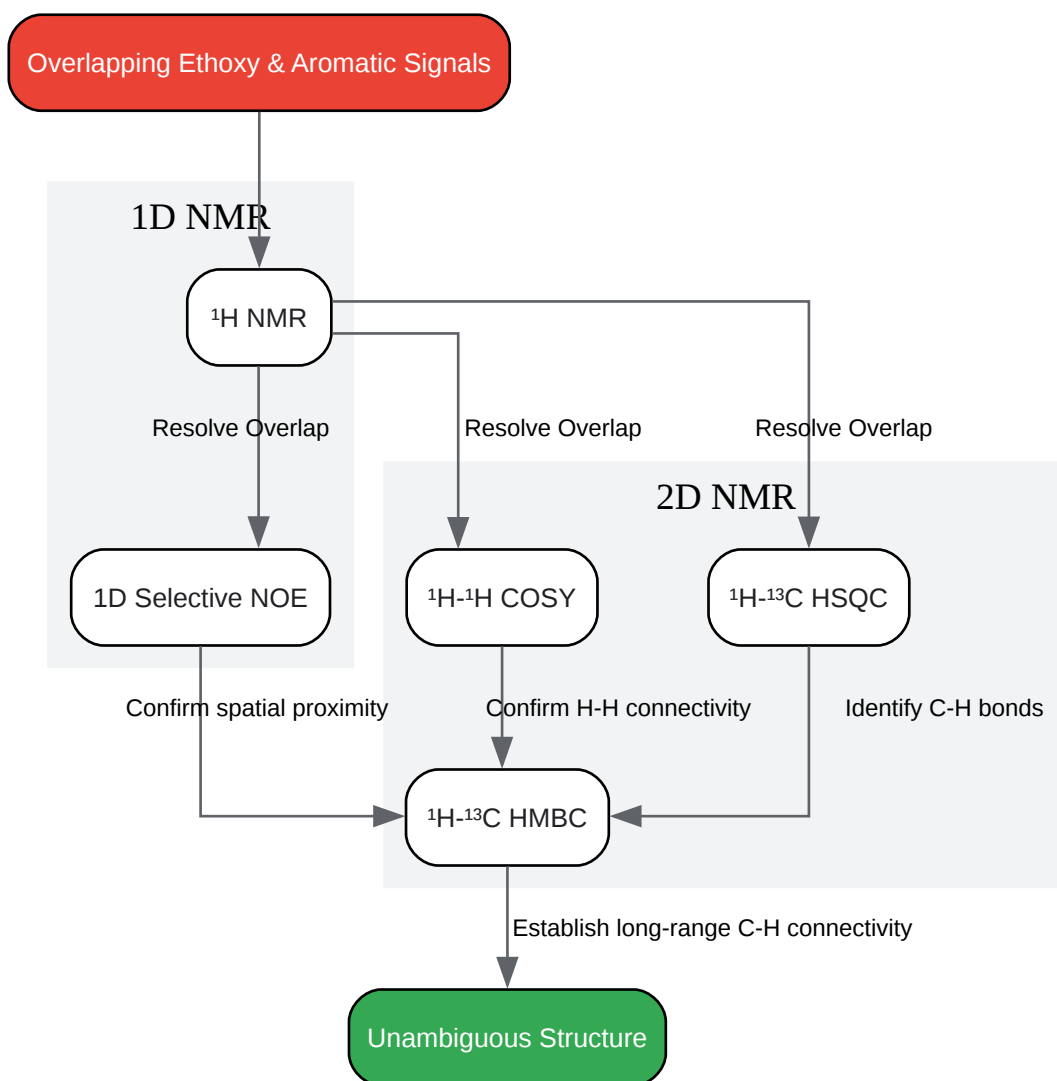 Overlapping Ethoxy & Aromatic Signals
1D NMR
¹H NMR
Resolve Overlap
Resolve Overlap
Resolve Overlap
2D NMR
1D Selective NOE
¹H-¹H COSY
¹H-¹³C HSQC
Confirm spatial proximity
Confirm H-H connectivity
Identify C-H bonds
¹H-¹³C HMBC
Establish long-range C-H connectivity
Unambiguous Structure